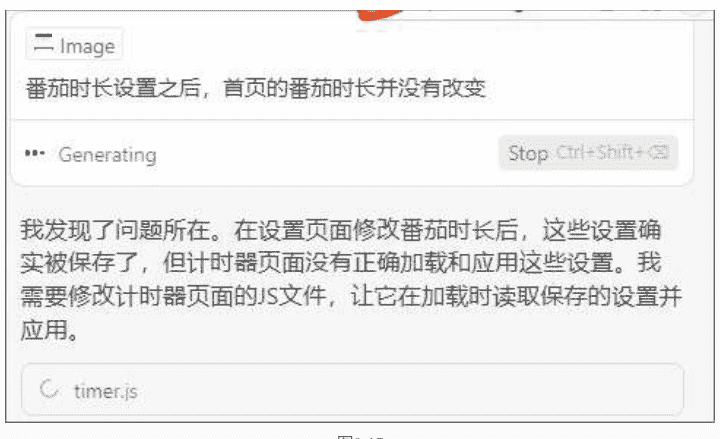 Image
番茄时长设置之后，首页的番茄时长并没有改变
Generating
Stop Ctrl+Shift+⌫
我发现了问题所在。在设置页面修改番茄时长后，这些设置确
实被保存了，但计时器页面没有正确加载和应用这些设置。我
需要修改计时器页面的JS文件，让它在加载时读取保存的设置并
应用。
timer.js